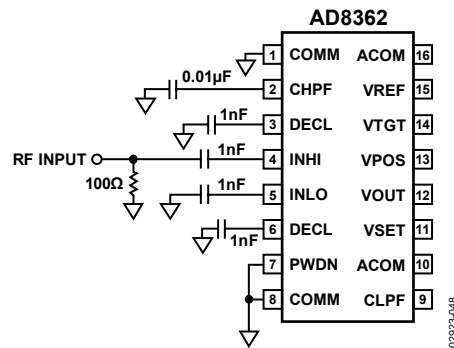 AD8362
1 COMM ACOM 16
0.01µF
2 CHPF VREF 15
1nF
3 DECL VTGT 14
1nF
RF INPUT 4 INHI VPOS 13
100Ω
1nF
5 INLO VOUT 12
6 DECL VSET 11
1nF
7 PWDN ACOM 10
8 COMM CLPF 9
02923-048